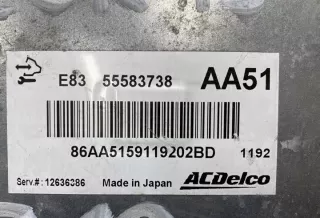 E83 55583738 AA51
86AA5159119202BD 1192
Serv.#: 12636386 Made in Japan ACDelco